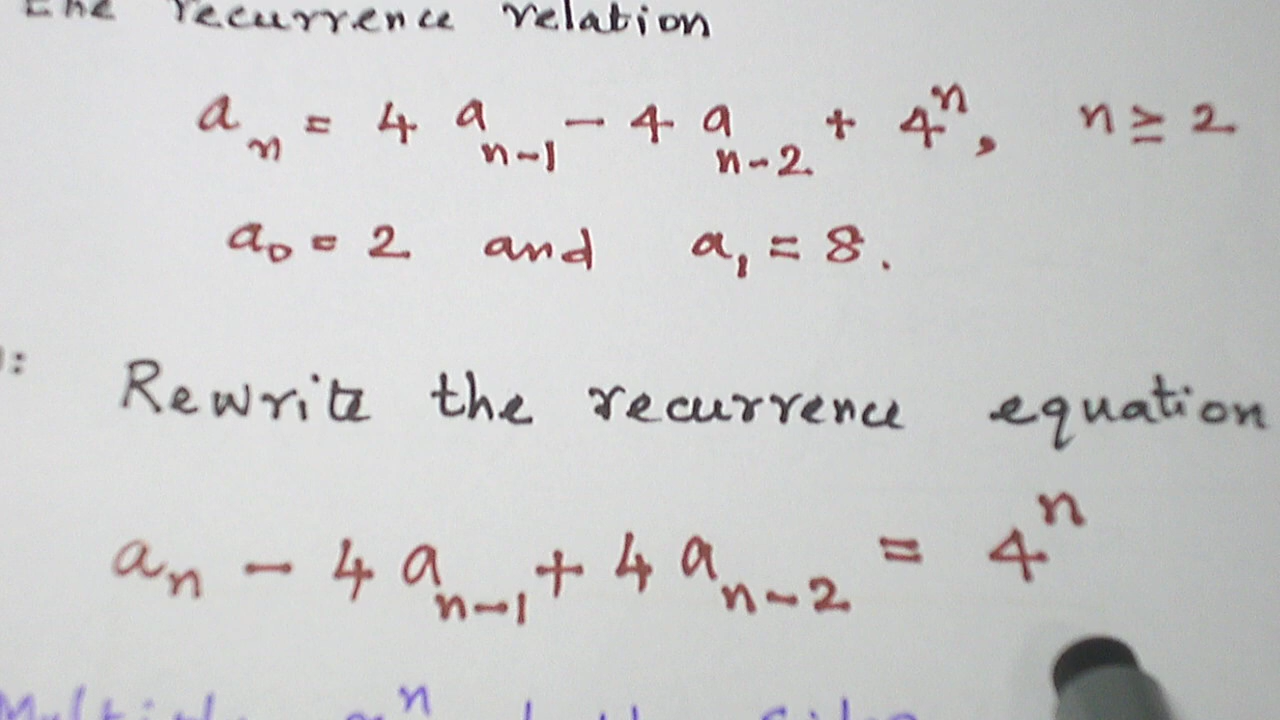 the recurrence relation
aₙ = 4 aₙ₋₁ - 4 aₙ₋₂ + 4ⁿ, n ≥ 2
a₀ = 2 and a₁ = 8.
: Rewrite the recurrence equation
aₙ - 4 aₙ₋₁ + 4 aₙ₋₂ = 4ⁿ